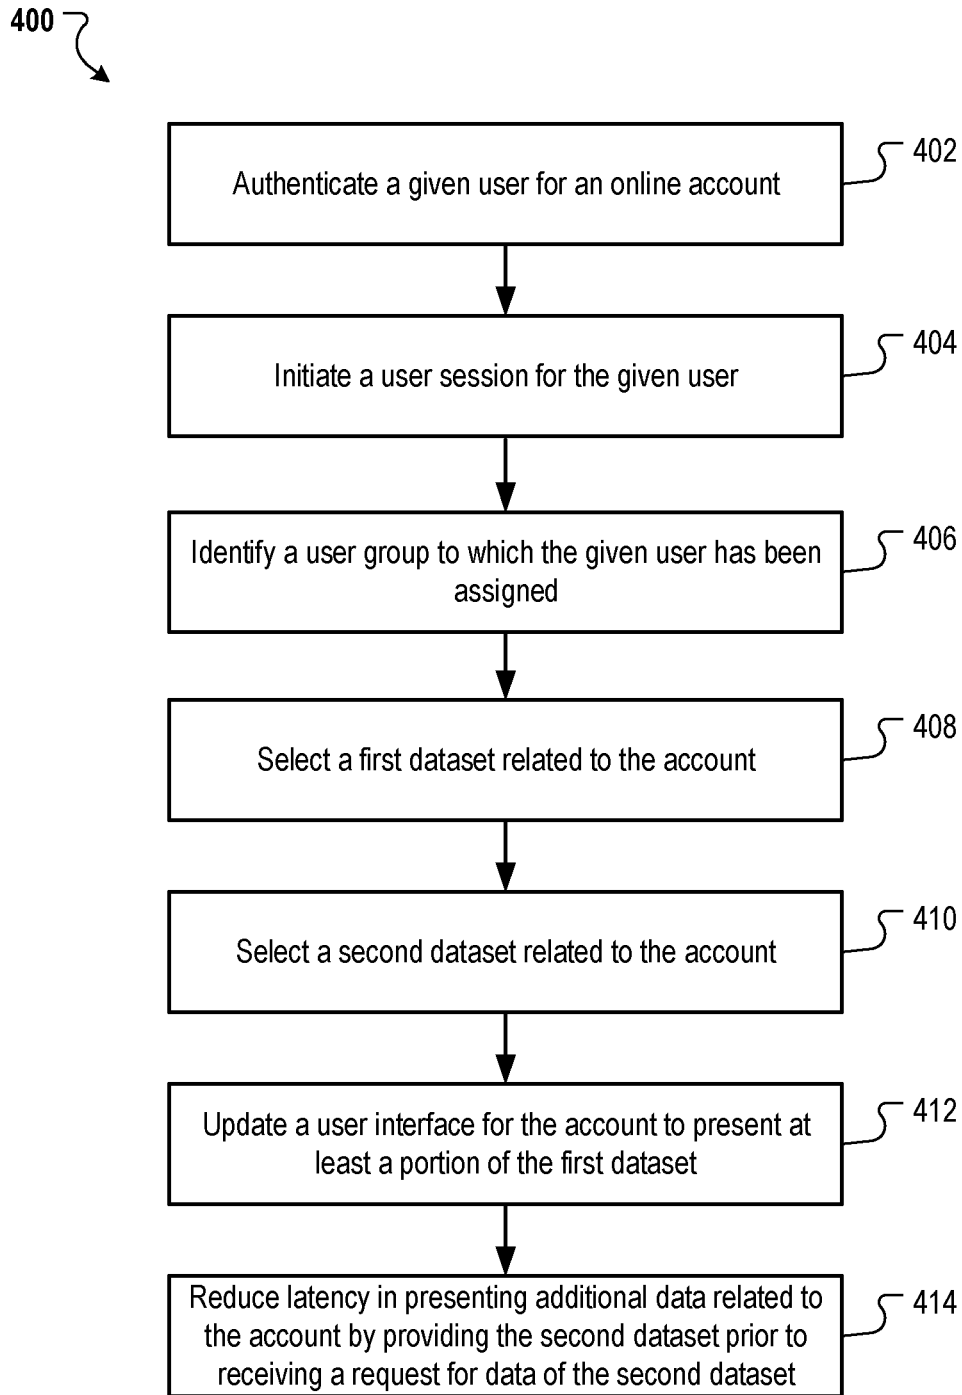 400
Authenticate a given user for an online account
402
Initiate a user session for the given user
404
Identify a user group to which the given user has been
assigned
406
Select a first dataset related to the account
408
Select a second dataset related to the account
410
Update a user interface for the account to present at
least a portion of the first dataset
412
Reduce latency in presenting additional data related to
the account by providing the second dataset prior to
receiving a request for data of the second dataset
414